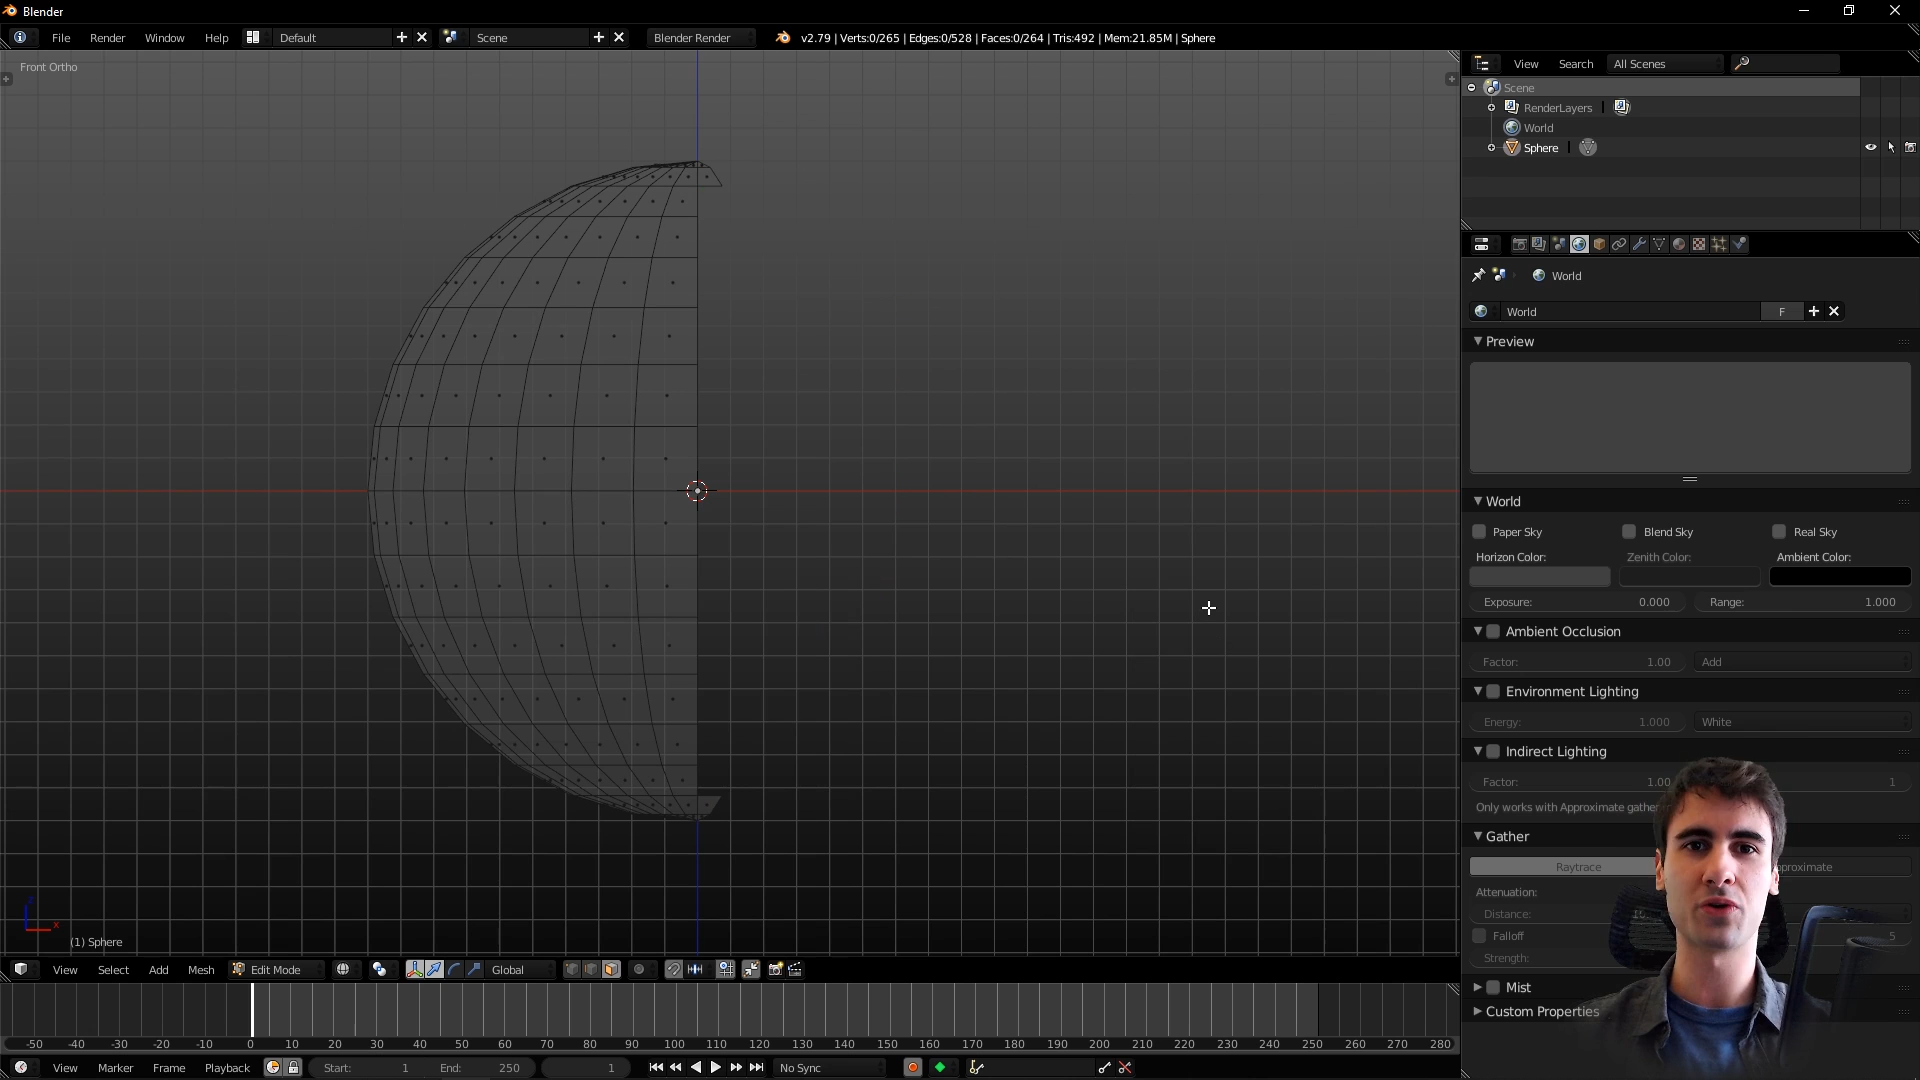 Blender
File Render Window Help Default Scene Blender Render v2.79 | Verts:0/265 | Edges:0/528 | Faces:0/264 | Tris:492 | Mem:21.85M | Sphere
Front Ortho
View Search All Scenes
Scene
RenderLayers |
World
Sphere |
World
World F
Preview
World
Paper Sky Blend Sky Real Sky
Horizon Color: Zenith Color: Ambient Color:
Exposure: 0.000 Range: 1.000
Ambient Occlusion
Factor: 1.00 Add
Environment Lighting
Energy: 1.000 White
Indirect Lighting
Factor: 1.00 1
Only works with Approximate
Gather
Raytrace
Attenuation:
Distance:
Falloff 5
Strength:
Mist
Custom Properties
z
x
(1) Sphere
View Select Add Mesh Edit Mode Global
-50 -40 -30 -20 -10 0 10 20 30 40 50 60 70 80 90 100 110 120 130 140 150 160 170 180 190 200 210 220 230 240 250 260 270 280
View Marker Frame Playback Start: 1 End: 250 1 No Sync